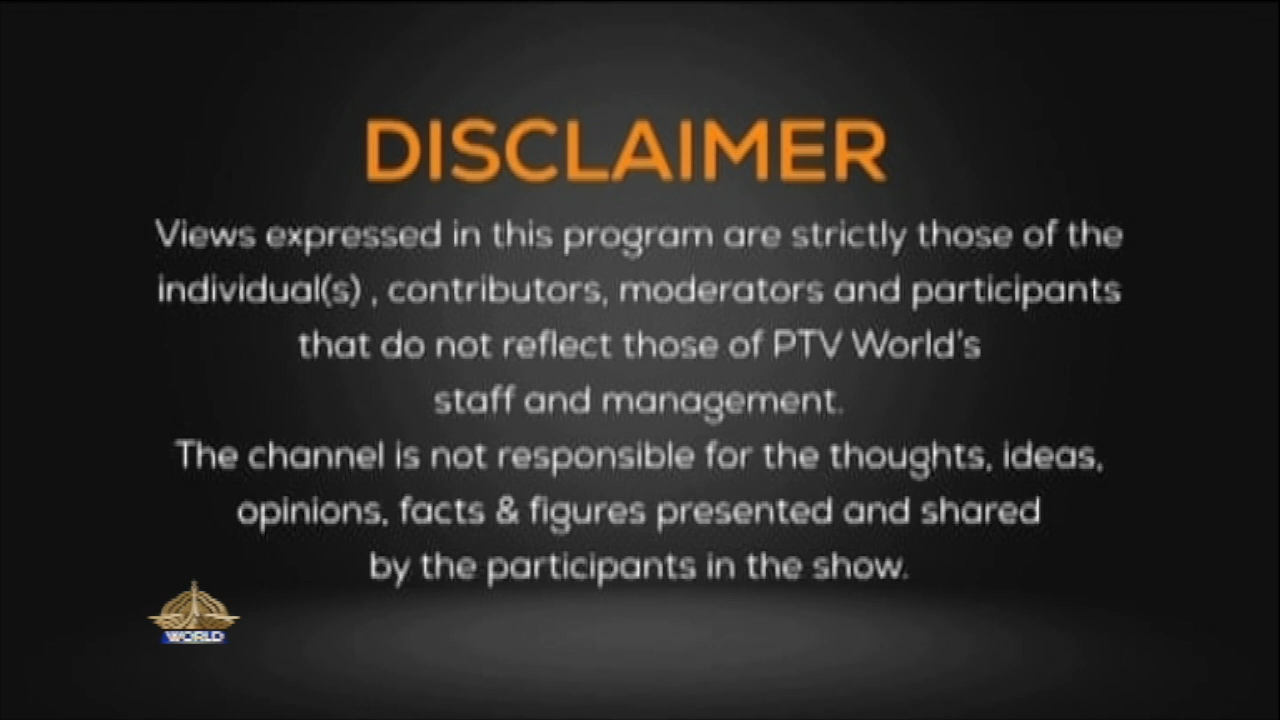 DISCLAIMER
Views expressed in this program are strictly those of the
individual(s) , contributors, moderators and participants
that do not reflect those of PTV World's
staff and management.
The channel is not responsible for the thoughts, ideas,
opinions, facts & figures presented and shared
by the participants in the show.
WORLD